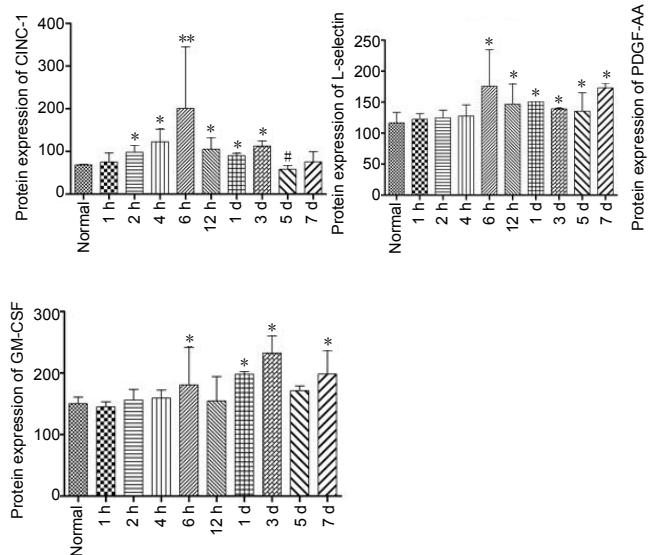 Protein expression of CINC-1
400
300
200
100
0
*
*
**
*
*
*
#
Normal
1 h
2 h
4 h
6 h
12 h
1 d
3 d
5 d
7 d
Protein expression of L-selectin
250
200
150
100
50
0
*
*
*
*
*
*
Normal
1 h
2 h
4 h
6 h
12 h
1 d
3 d
5 d
7 d
Protein expression of PDGF-AA
Protein expression of GM-CSF
300
200
100
0
*
*
*
*
Normal
1 h
2 h
4 h
6 h
12 h
1 d
3 d
5 d
7 d